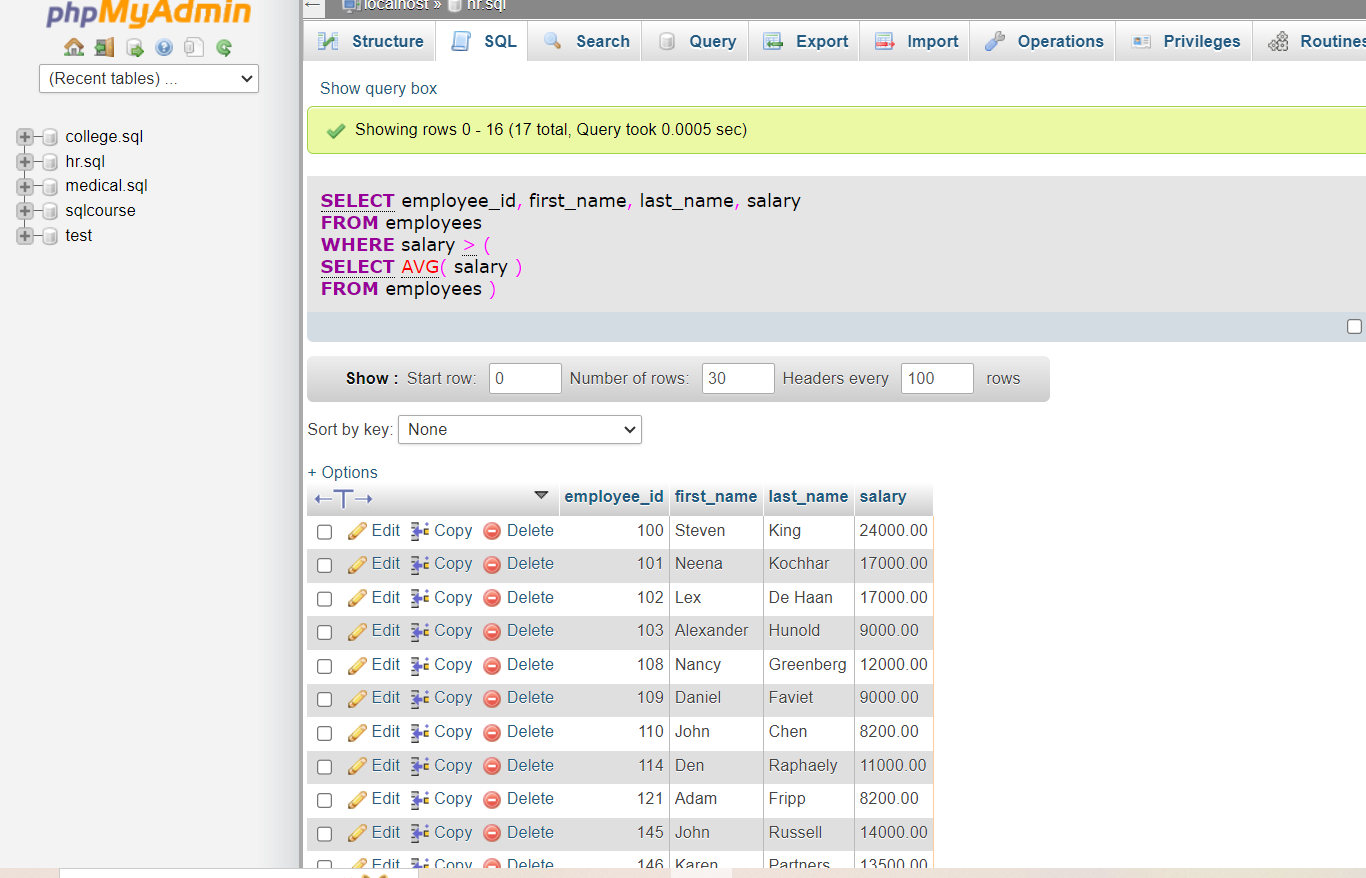 phpMyAdmin
(Recent tables) ...
college.sql
hr.sql
medical.sql
sqlcourse
test
localhost » hr.sql
Structure SQL Search Query Export Import Operations Privileges Routines
Show query box
Showing rows 0 - 16 (17 total, Query took 0.0005 sec)
SELECT employee_id, first_name, last_name, salary
FROM employees
WHERE salary > (
SELECT AVG( salary )
FROM employees )
Show : Start row: 0 Number of rows: 30 Headers every 100 rows
Sort by key: None
+ Options
←T→ employee_id first_name last_name salary
Edit Copy Delete 100 Steven King 24000.00
Edit Copy Delete 101 Neena Kochhar 17000.00
Edit Copy Delete 102 Lex De Haan 17000.00
Edit Copy Delete 103 Alexander Hunold 9000.00
Edit Copy Delete 108 Nancy Greenberg 12000.00
Edit Copy Delete 109 Daniel Faviet 9000.00
Edit Copy Delete 110 John Chen 8200.00
Edit Copy Delete 114 Den Raphaely 11000.00
Edit Copy Delete 121 Adam Fripp 8200.00
Edit Copy Delete 145 John Russell 14000.00
Edit Copy Delete 146 Karen Partners 13500.00